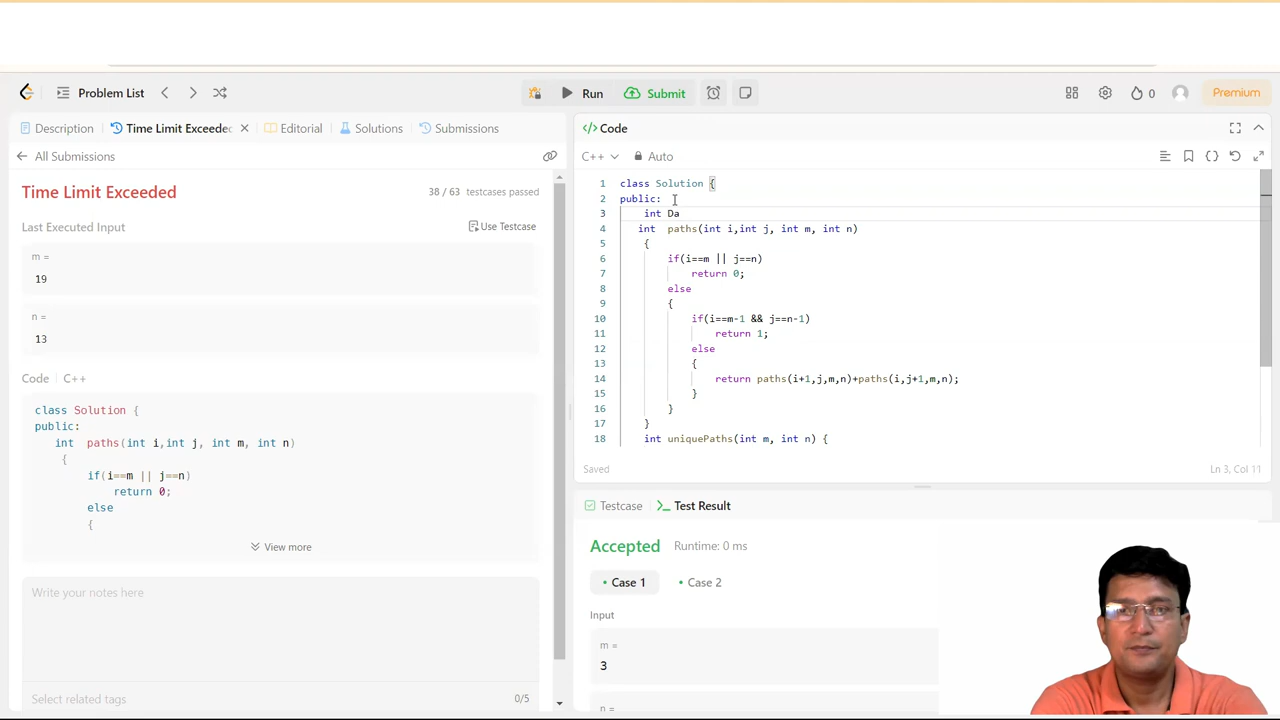 Problem List
Run
Submit
0
Premium
Description
Time Limit Exceeded
Editorial
Solutions
Submissions
Code
All Submissions
C++
Auto
Time Limit Exceeded
38 / 63 testcases passed
Last Executed Input
Use Testcase
m =
19
n =
13
Code
C++
class Solution {
public:
int paths(int i,int j, int m, int n)
{
if(i==m || j==n)
return 0;
else
{
View more
Write your notes here
Select related tags
0/5
1 class Solution {
2 public:
3 int Da
4 int paths(int i,int j, int m, int n)
5 {
6 if(i==m || j==n)
7 return 0;
8 else
9 {
10 if(i==m-1 && j==n-1)
11 return 1;
12 else
13 {
14 return paths(i+1,j,m,n)+paths(i,j+1,m,n);
15 }
16 }
17 }
18 int uniquePaths(int m, int n) {
Saved
Ln 3, Col 11
Testcase
Test Result
Accepted
Runtime: 0 ms
Case 1
Case 2
Input
m =
3
n =